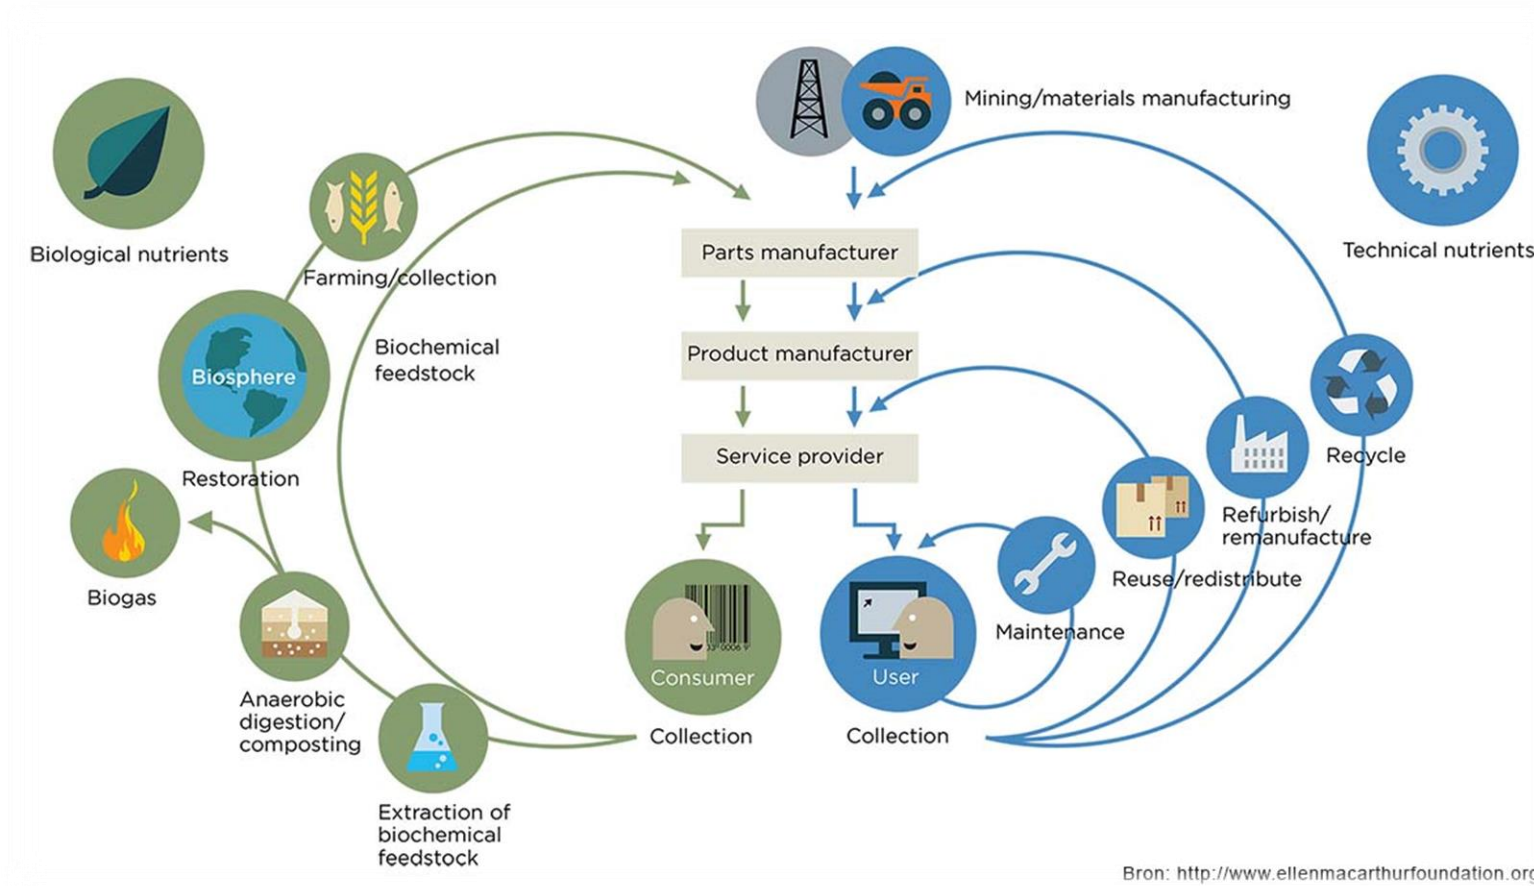 Mining/materials manufacturing
Biological nutrients
Technical nutrients
Farming/collection
Parts manufacturer
Biochemical
feedstock
Product manufacturer
Biosphere
Restoration
Service provider
Recycle
Refurbish/
remanufacture
Reuse/redistribute
Biogas
Maintenance
Consumer
User
Anaerobic
digestion/
composting
Collection
Collection
Extraction of
biochemical
feedstock
Bron: http://www.ellenmacarthurfoundation.org